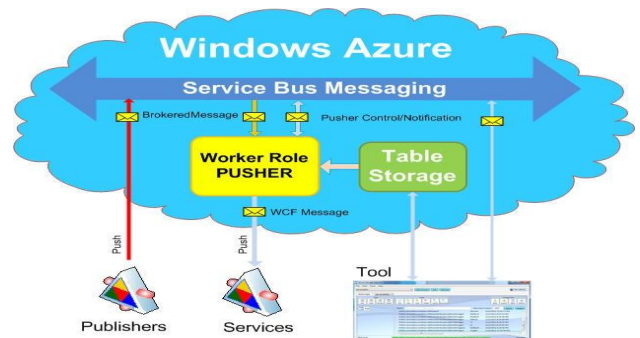 Windows Azure
Service Bus Messaging
BrokeredMessage
Pusher Control/Notification
Worker Role
PUSHER
Table
Storage
WCF Message
Push
Push
Tool
Publishers
Services